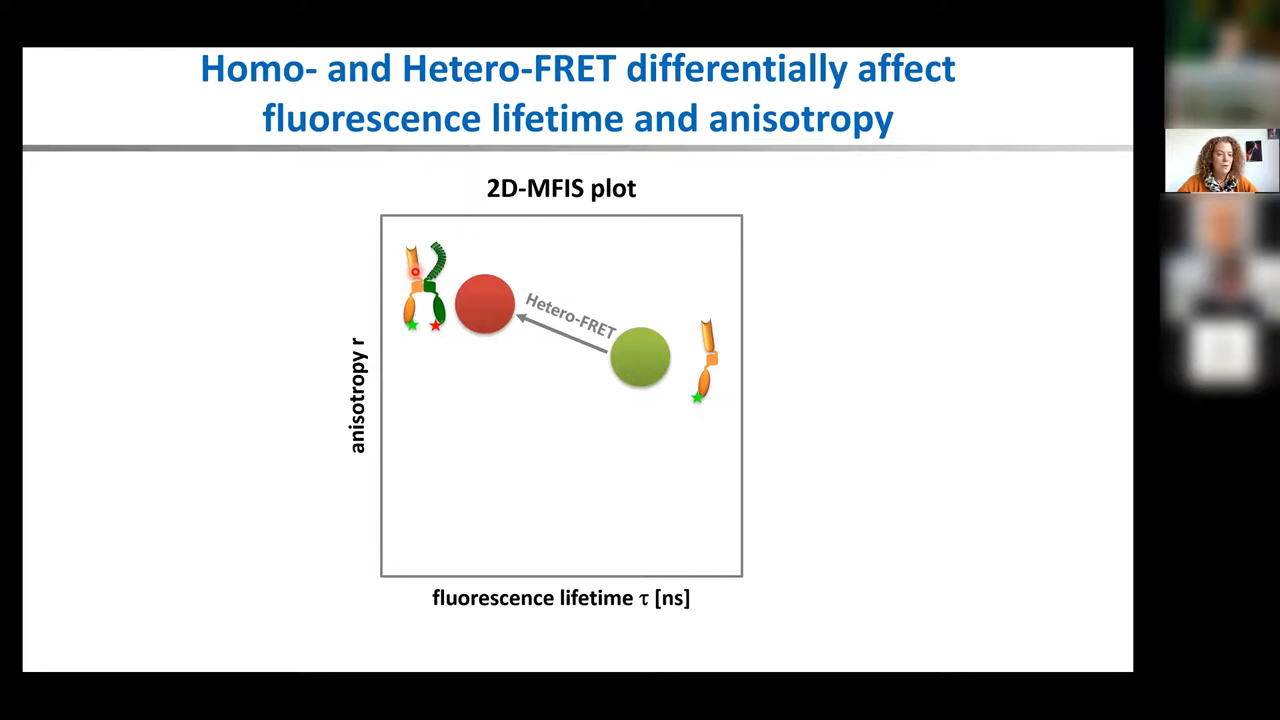 Homo- and Hetero-FRET differentially affect
fluorescence lifetime and anisotropy
2D-MFIS plot
Hetero-FRET
anisotropy r
fluorescence lifetime τ [ns]